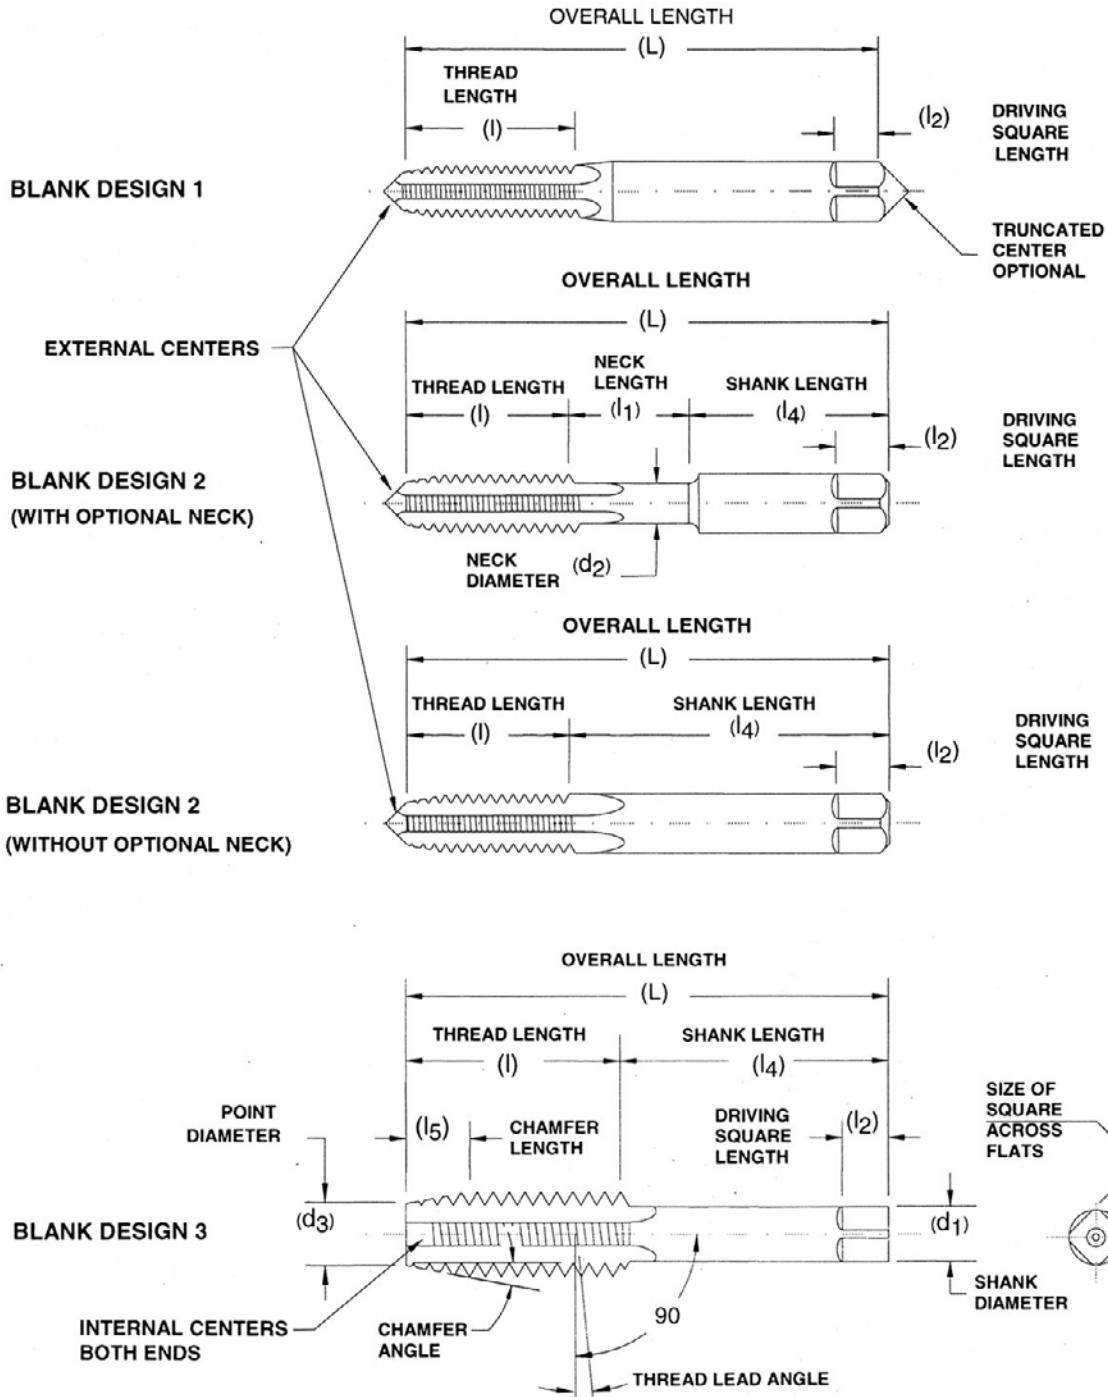 OVERALL LENGTH
(L)
THREAD
LENGTH
(l)
(l2)
DRIVING
SQUARE
LENGTH
BLANK DESIGN 1
TRUNCATED
CENTER
OPTIONAL
OVERALL LENGTH
(L)
EXTERNAL CENTERS
THREAD LENGTH
(l)
NECK
LENGTH
(l1)
SHANK LENGTH
(l4)
(l2)
DRIVING
SQUARE
LENGTH
BLANK DESIGN 2
(WITH OPTIONAL NECK)
NECK
DIAMETER
(d2)
OVERALL LENGTH
(L)
THREAD LENGTH
(l)
SHANK LENGTH
(l4)
(l2)
DRIVING
SQUARE
LENGTH
BLANK DESIGN 2
(WITHOUT OPTIONAL NECK)
OVERALL LENGTH
(L)
THREAD LENGTH
(l)
SHANK LENGTH
(l4)
POINT
DIAMETER
(l5)
CHAMFER
LENGTH
DRIVING
SQUARE
LENGTH
(l2)
SIZE OF
SQUARE
ACROSS
FLATS
BLANK DESIGN 3
(d3)
(d1)
SHANK
DIAMETER
INTERNAL CENTERS
BOTH ENDS
CHAMFER
ANGLE
90
THREAD LEAD ANGLE